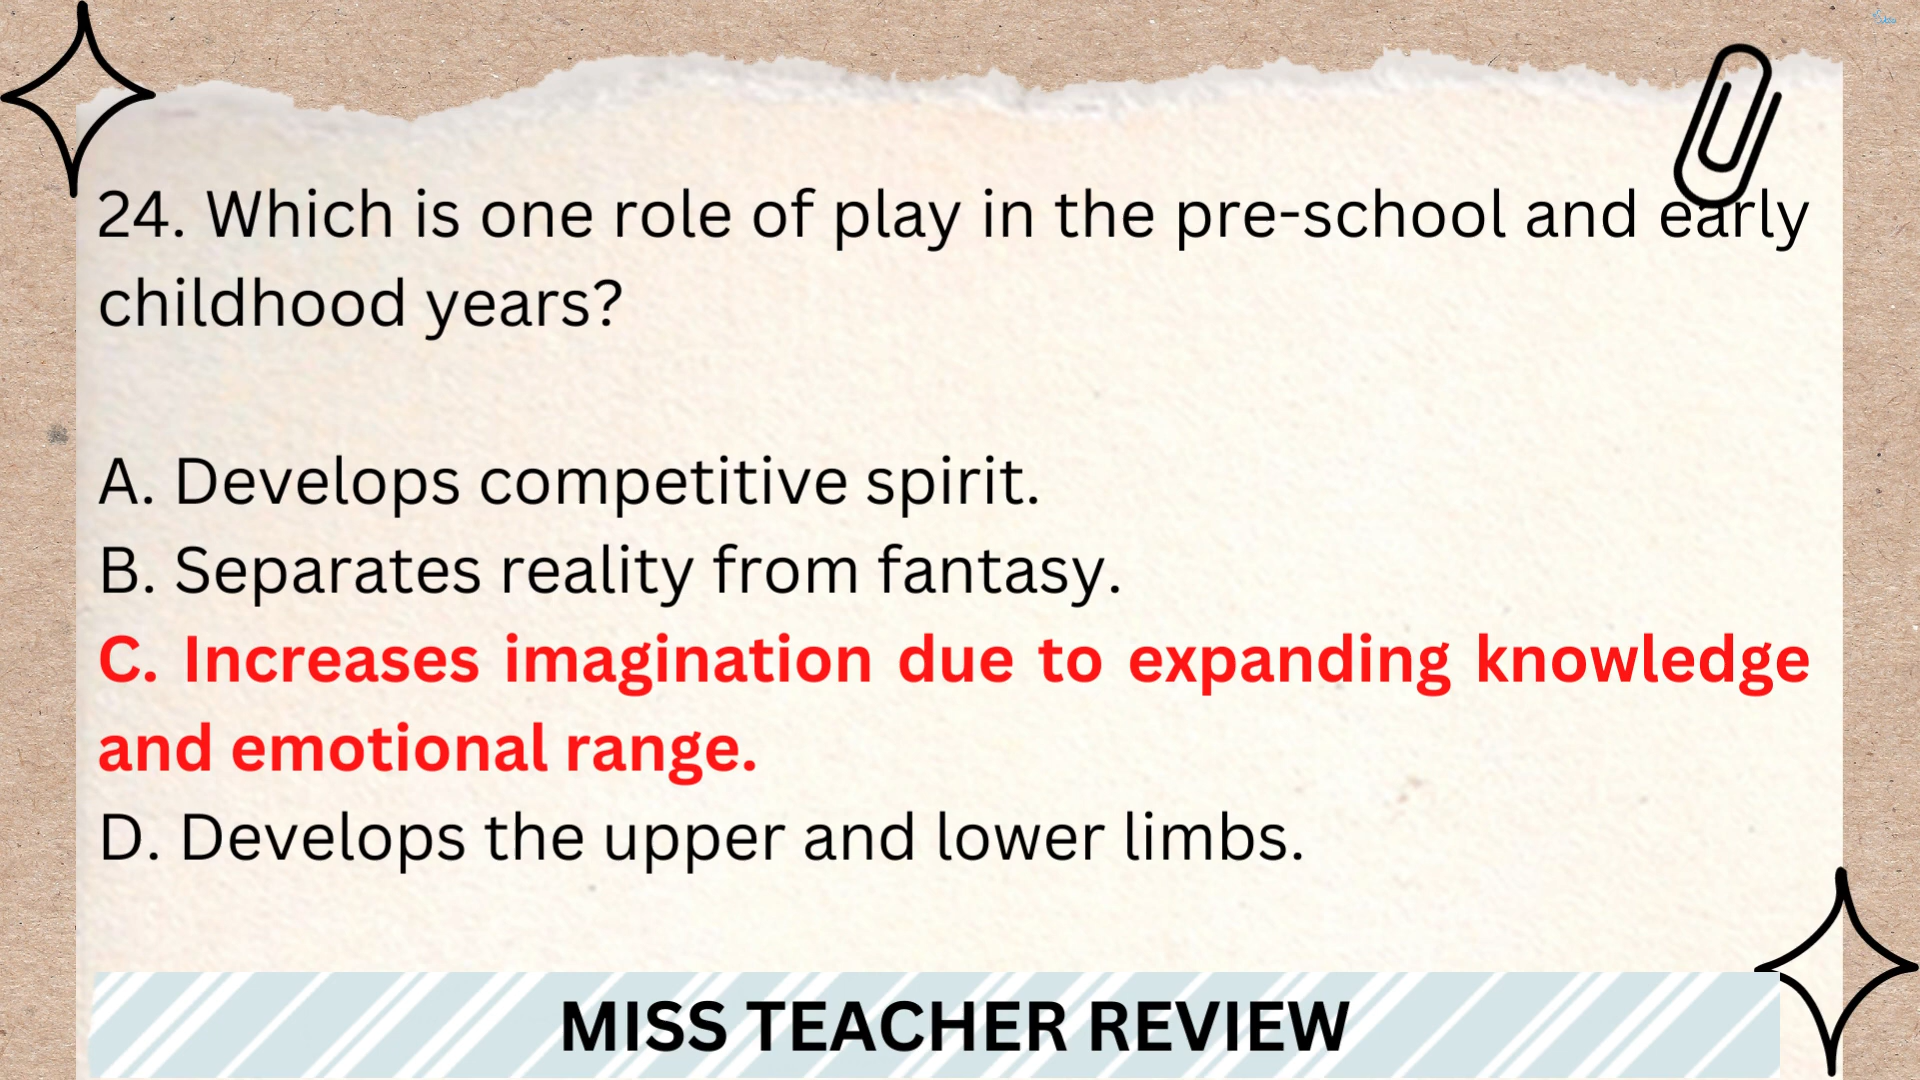 24. Which is one role of play in the pre-school and early
childhood years?
A. Develops competitive spirit.
B. Separates reality from fantasy.
C. Increases imagination due to expanding knowledge
and emotional range.
D. Develops the upper and lower limbs.
MISS TEACHER REVIEW